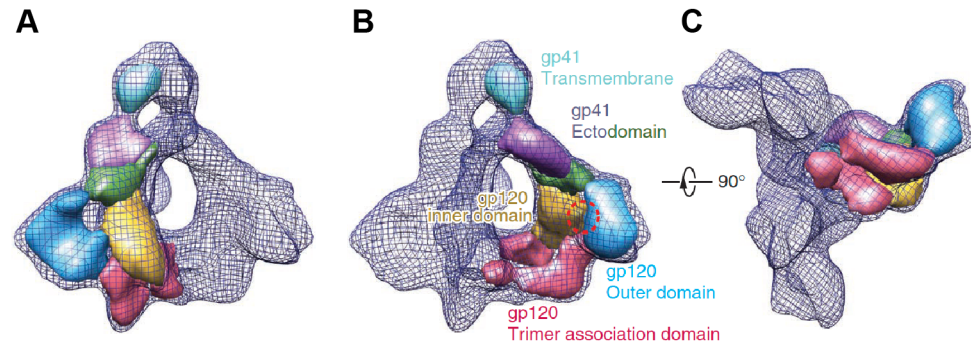 A
B
C
gp41
Transmembrane
gp41
Ectodomain
gp120
inner domain
90°
gp120
Outer domain
gp120
Trimer association domain